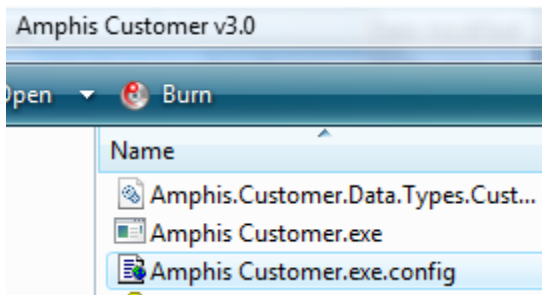 Amphis Customer v3.0
Open Burn
Name
Amphis.Customer.Data.Types.Cust...
Amphis Customer.exe
Amphis Customer.exe.config